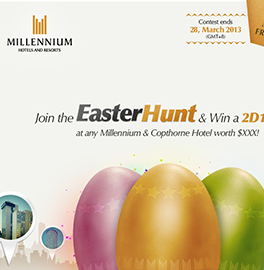 MILLENNIUM
HOTELS AND RESORTS
Contest ends
28, March 2013
(GMT+8)
FR
Join the EasterHunt & Win a 2D1
at any Millennium & Copthorne Hotel worth $XXX!